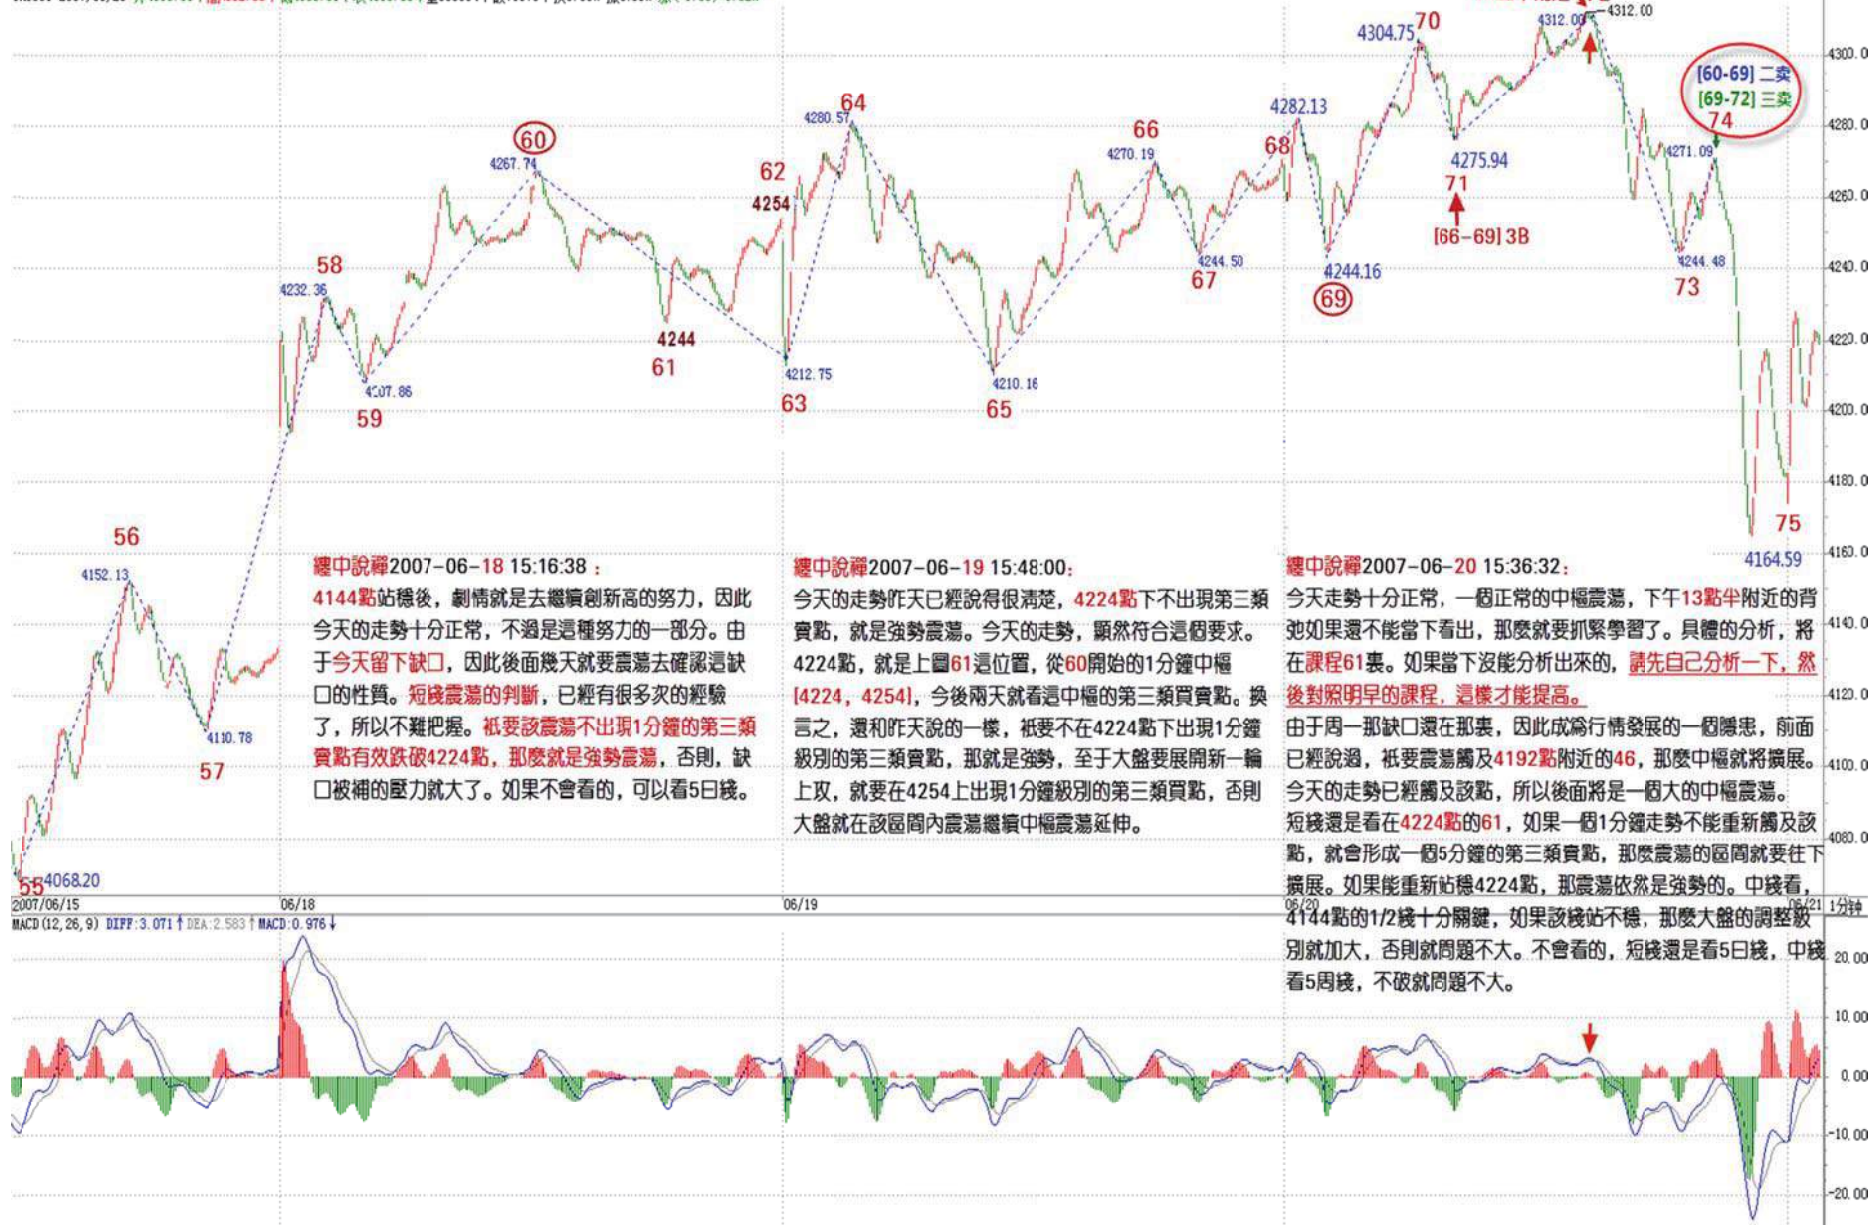 4312.00
4312.00
70
4304.75
4300.0
[60-69] 二卖
[69-72] 三卖
74
64
4280.57
4282.13
4280.0
60
4267.74
62
4254
66
4270.19
68
4275.94
71
[66-69] 3B
4271.09
4260.0
58
4232.36
4244.50
67
4244.16
69
4244.48
73
4240.0
59
4244
61
4212.75
63
4210.16
65
4220.0
4200.0
4180.0
56
4152.13
75
4164.59
4160.0
4140.0
4120.0
4110.78
57
4100.0
4080.0
55
4068.20
纏中說禪2007-06-18 15:16:38：
4144點站穩後，劇情就是去繼續創新高的努力，因此
今天的走勢十分正常，不過是這種努力的一部分。由
于今天留下缺口，因此後面幾天就要震蕩去確認這缺
口的性質。短綫震蕩的判斷，已經有很多次的經驗
了，所以不難把握。祇要該震蕩不出現1分鐘的第三類
賣點有效跌破4224點，那麼就是強勢震蕩，否則，缺
口被補的壓力就大了。如果不會看的，可以看5日綫。
纏中說禪2007-06-19 15:48:00：
今天的走勢昨天已經說得很清楚，4224點下不出現第三類
賣點，就是強勢震蕩。今天的走勢，顯然符合這個要求。
4224點，就是上圖61這位置，從60開始的1分鐘中樞
[4224，4254]，今後兩天就看這中樞的第三類買賣點。換
言之，還和昨天說的一樣，祇要不在4224點下出現1分鐘
級別的第三類賣點，那就是強勢，至于大盤要展開新一輪
上攻，就要在4254上出現1分鐘級別的第三類買點，否則
大盤就在該區間內震蕩繼續中樞震蕩延伸。
纏中說禪2007-06-20 15:36:32：
今天走勢十分正常，一個正常的中樞震蕩，下午13點半附近的背
弛如果還不能當下看出，那麼就要抓緊學習了。具體的分析，將
在課程61裏。如果當下沒能分析出來的，請先自己分析一下，然
後對照明早的課程，這樣才能提高。
由于周一那缺口還在那裏，因此成爲行情發展的一個隱患，前面
已經說過，祇要震蕩觸及4192點附近的46，那麼中樞就將擴展。
今天的走勢已經觸及該點，所以後面將是一個大的中樞震蕩。
短綫還是看在4224點的61，如果一個1分鐘走勢不能重新觸及該
點，就會形成一個5分鐘的第三類賣點，那麼震蕩的區間就要往下
擴展。如果能重新站穩4224點，那震蕩依然是強勢的。中綫看，
4144點的1/2綫十分關鍵，如果該綫站不穩，那麼大盤的調整級
別就加大，否則就問題不大。不會看的，短綫還是看5日綫，中綫
看5周綫，不破就問題不大。
2007/06/15
06/18
06/19
06/20
06/21
1分钟
MACD(12,26,9) DIFF:3.071↑ DEA:2.583↑ MACD:0.976↓
20.00
10.00
0.00
-10.00
-20.00